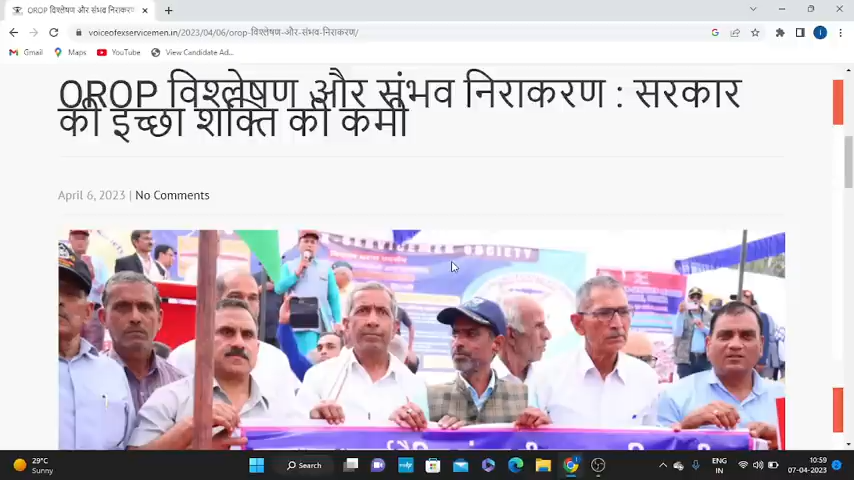 OROP विश्लेषण और संभव निराकरण
voiceofexservicemen.in/2023/04/06/orop-विश्लेषण-और-संभव-निराकरण/
Gmail Maps YouTube View Candidate Ad...
OROP विश्लेषण और संभव निराकरण : सरकार
की इच्छा शक्ति की कमी
April 6, 2023 | No Comments
29°C
Sunny
Search
ENG
IN
10:59
07-04-2023